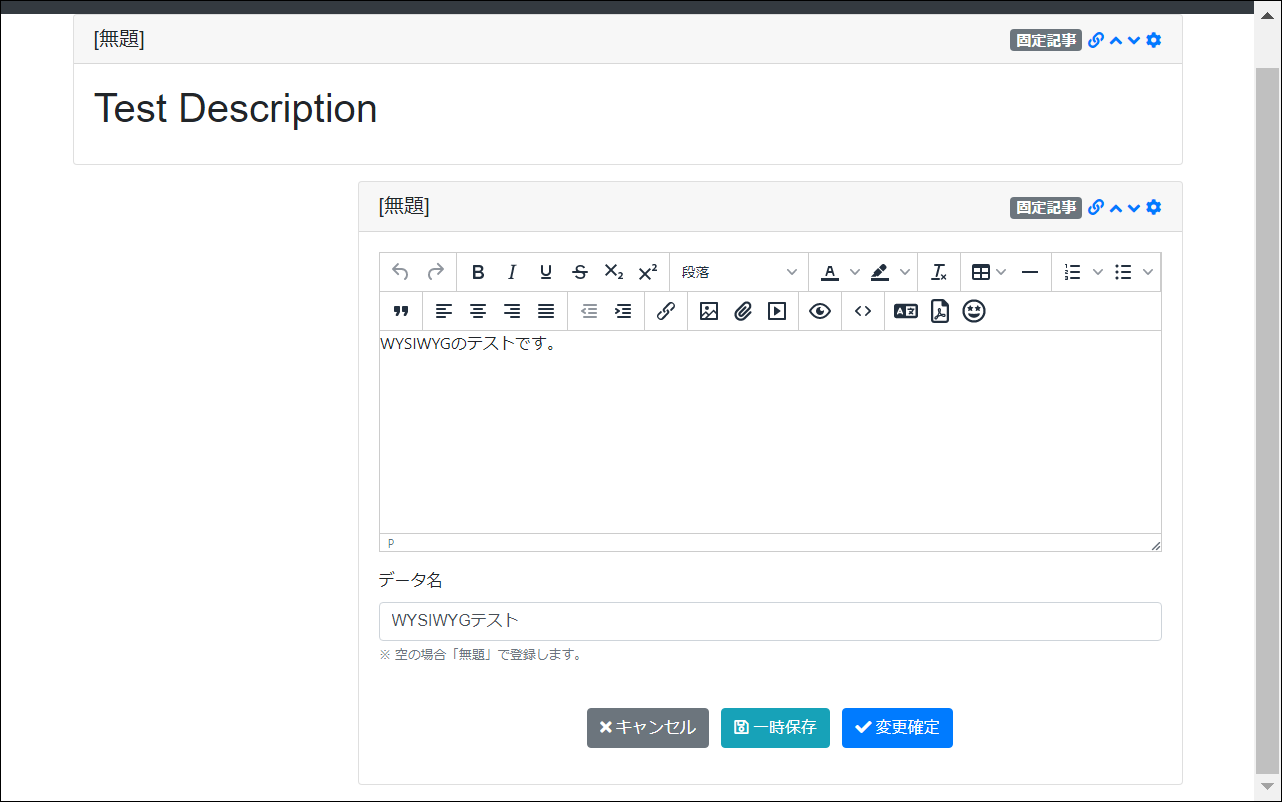 [無題] 固定記事
Test Description
[無題] 固定記事
段落
WYSIWYGのテストです。
P
データ名
WYSIWYGテスト
※ 空の場合「無題」で登録します。
キャンセル 一時保存 変更確定